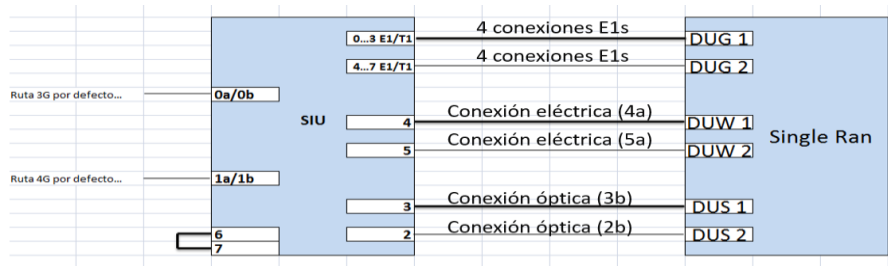 0...3 E1/T1 4 conexiones E1s DUG 1
4...7 E1/T1 4 conexiones E1s DUG 2
Ruta 3G por defecto... 0a/0b
SIU 4 Conexión eléctrica (4a) DUW 1
Single Ran
5 Conexión eléctrica (5a) DUW 2
Ruta 4G por defecto... 1a/1b
3 Conexión óptica (3b) DUS 1
6 2 Conexión óptica (2b) DUS 2
7